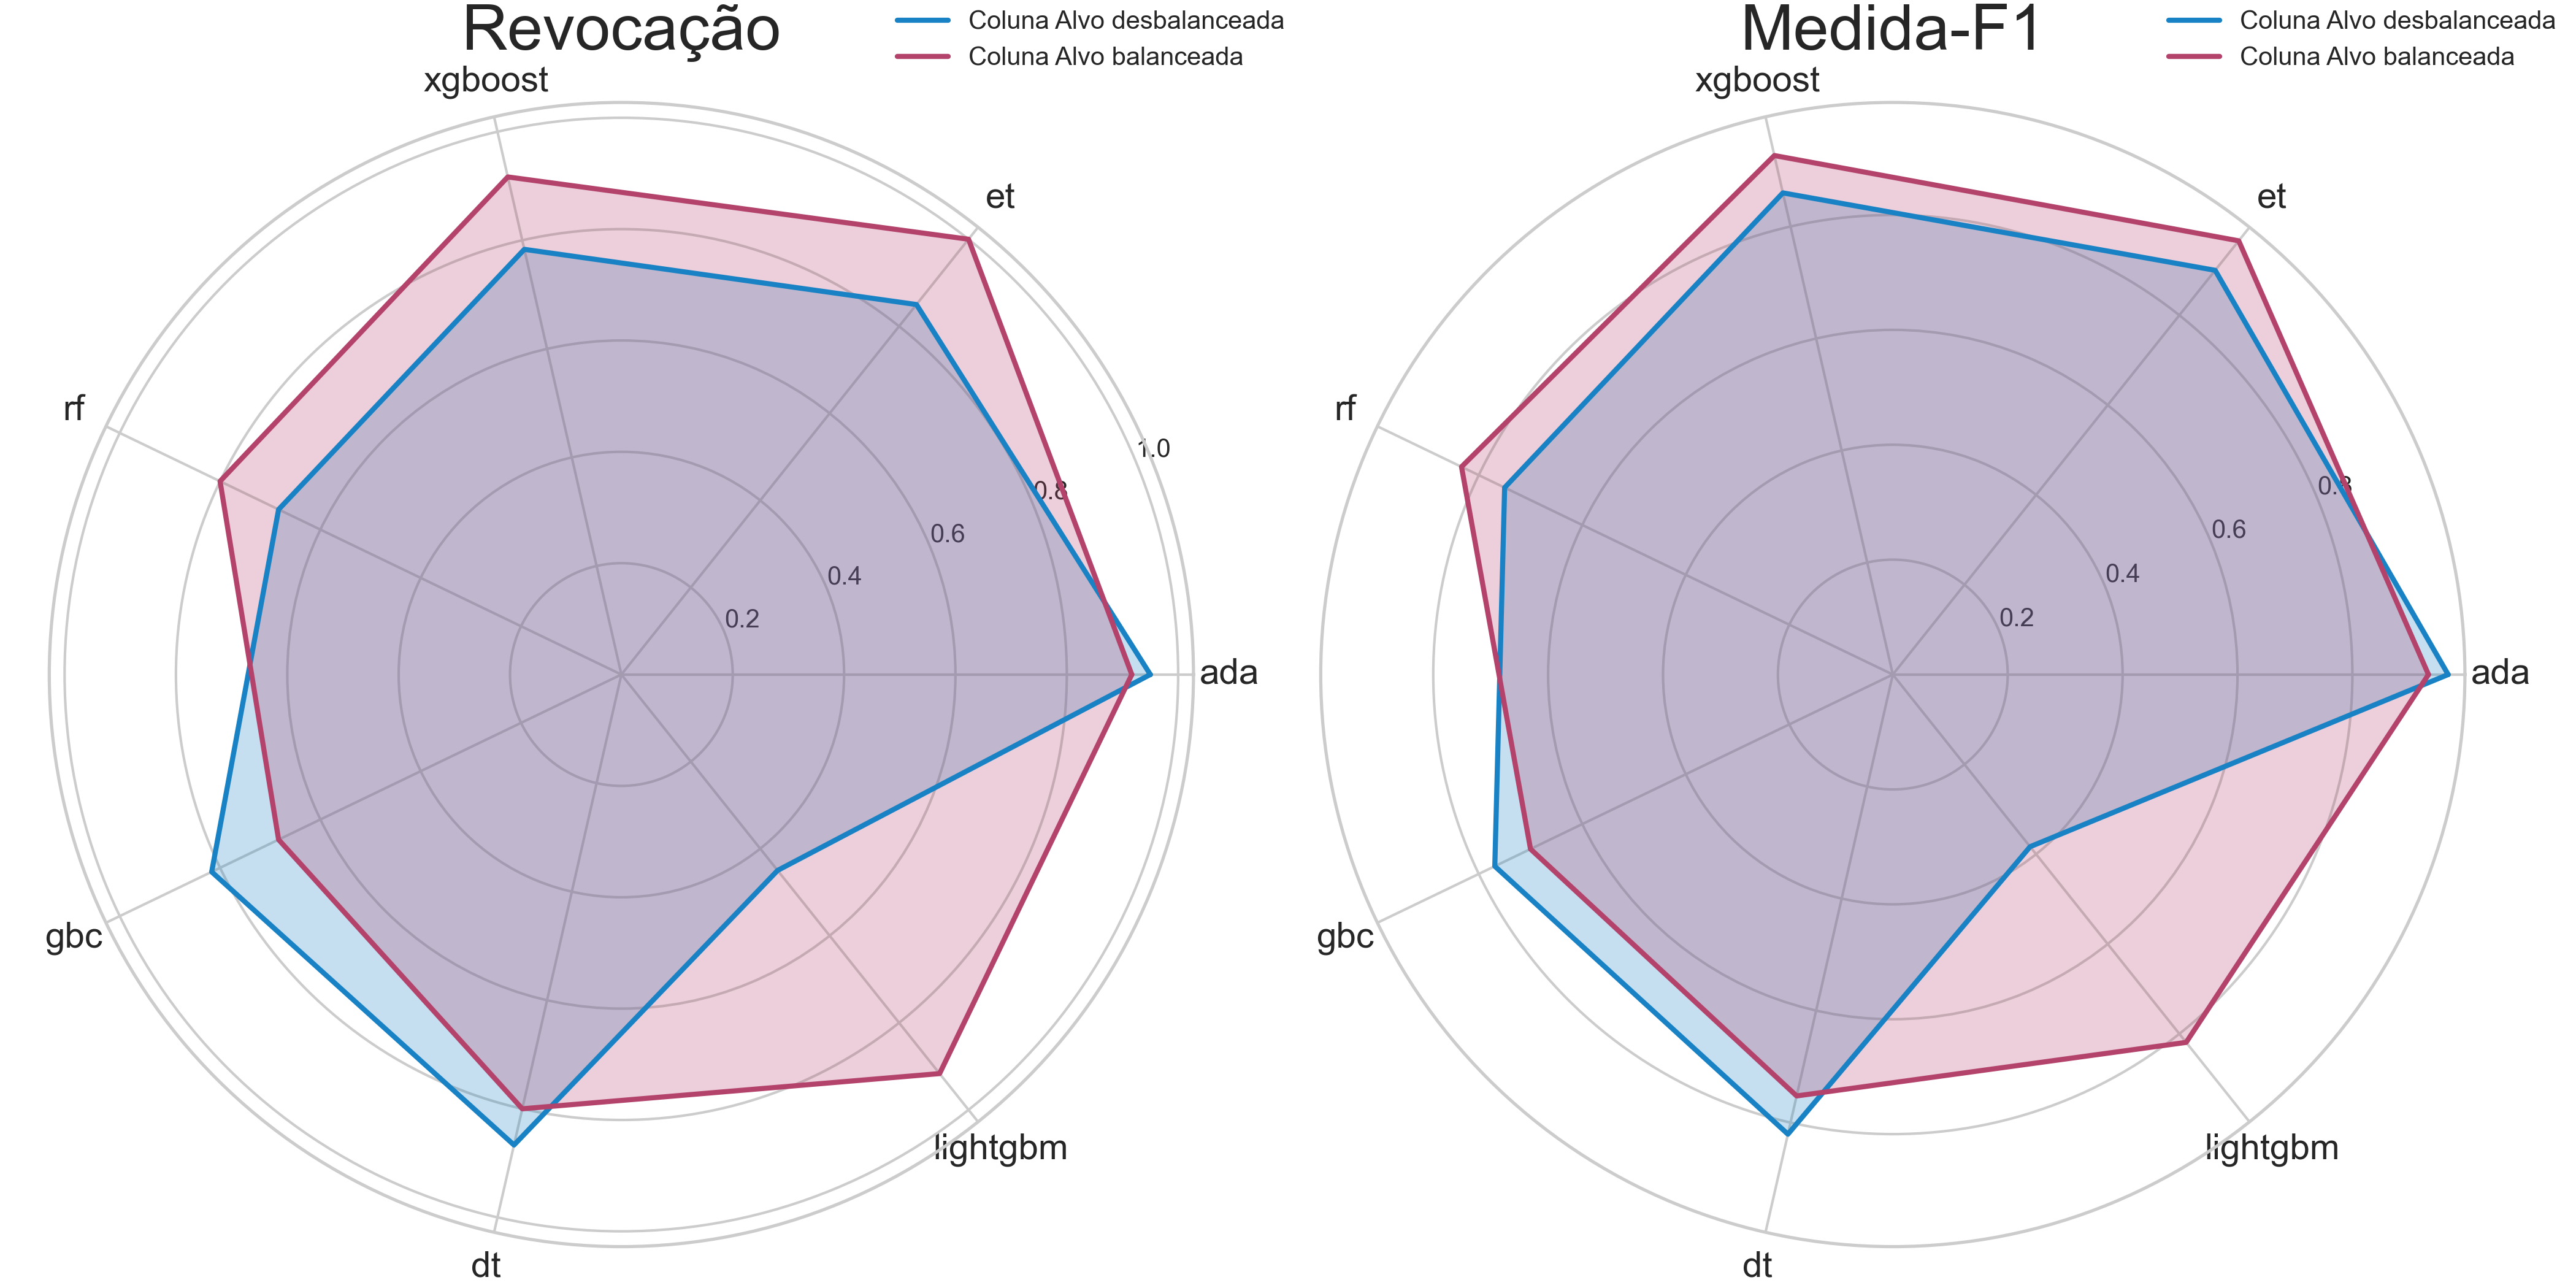 Revocação
Coluna Alvo desbalanceada
Coluna Alvo balanceada
xgboost
et
rf
1.0
0.8
0.6
0.4
0.2
ada
gbc
lightgbm
dt
Medida-F1
Coluna Alvo desbalanceada
Coluna Alvo balanceada
xgboost
et
rf
0.8
0.6
0.4
0.2
ada
gbc
lightgbm
dt